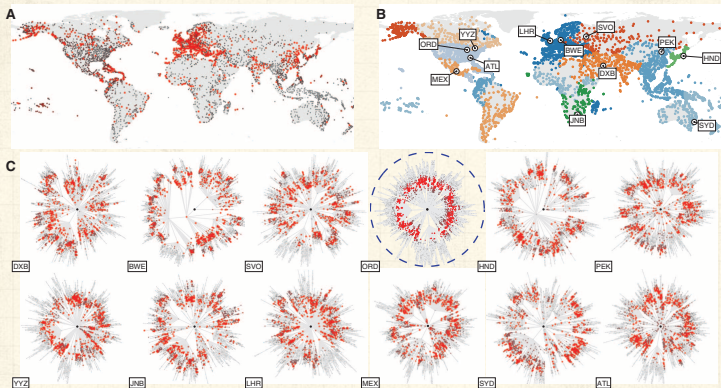 A
B
YYZ
LHR
SVO
ORD
BWE
PEK
HND
ATL
MEX
DXB
JNB
SYD
C
DXB
BWE
SVO
ORD
HND
PEK
YYZ
JNB
LHR
MEX
SYD
ATL